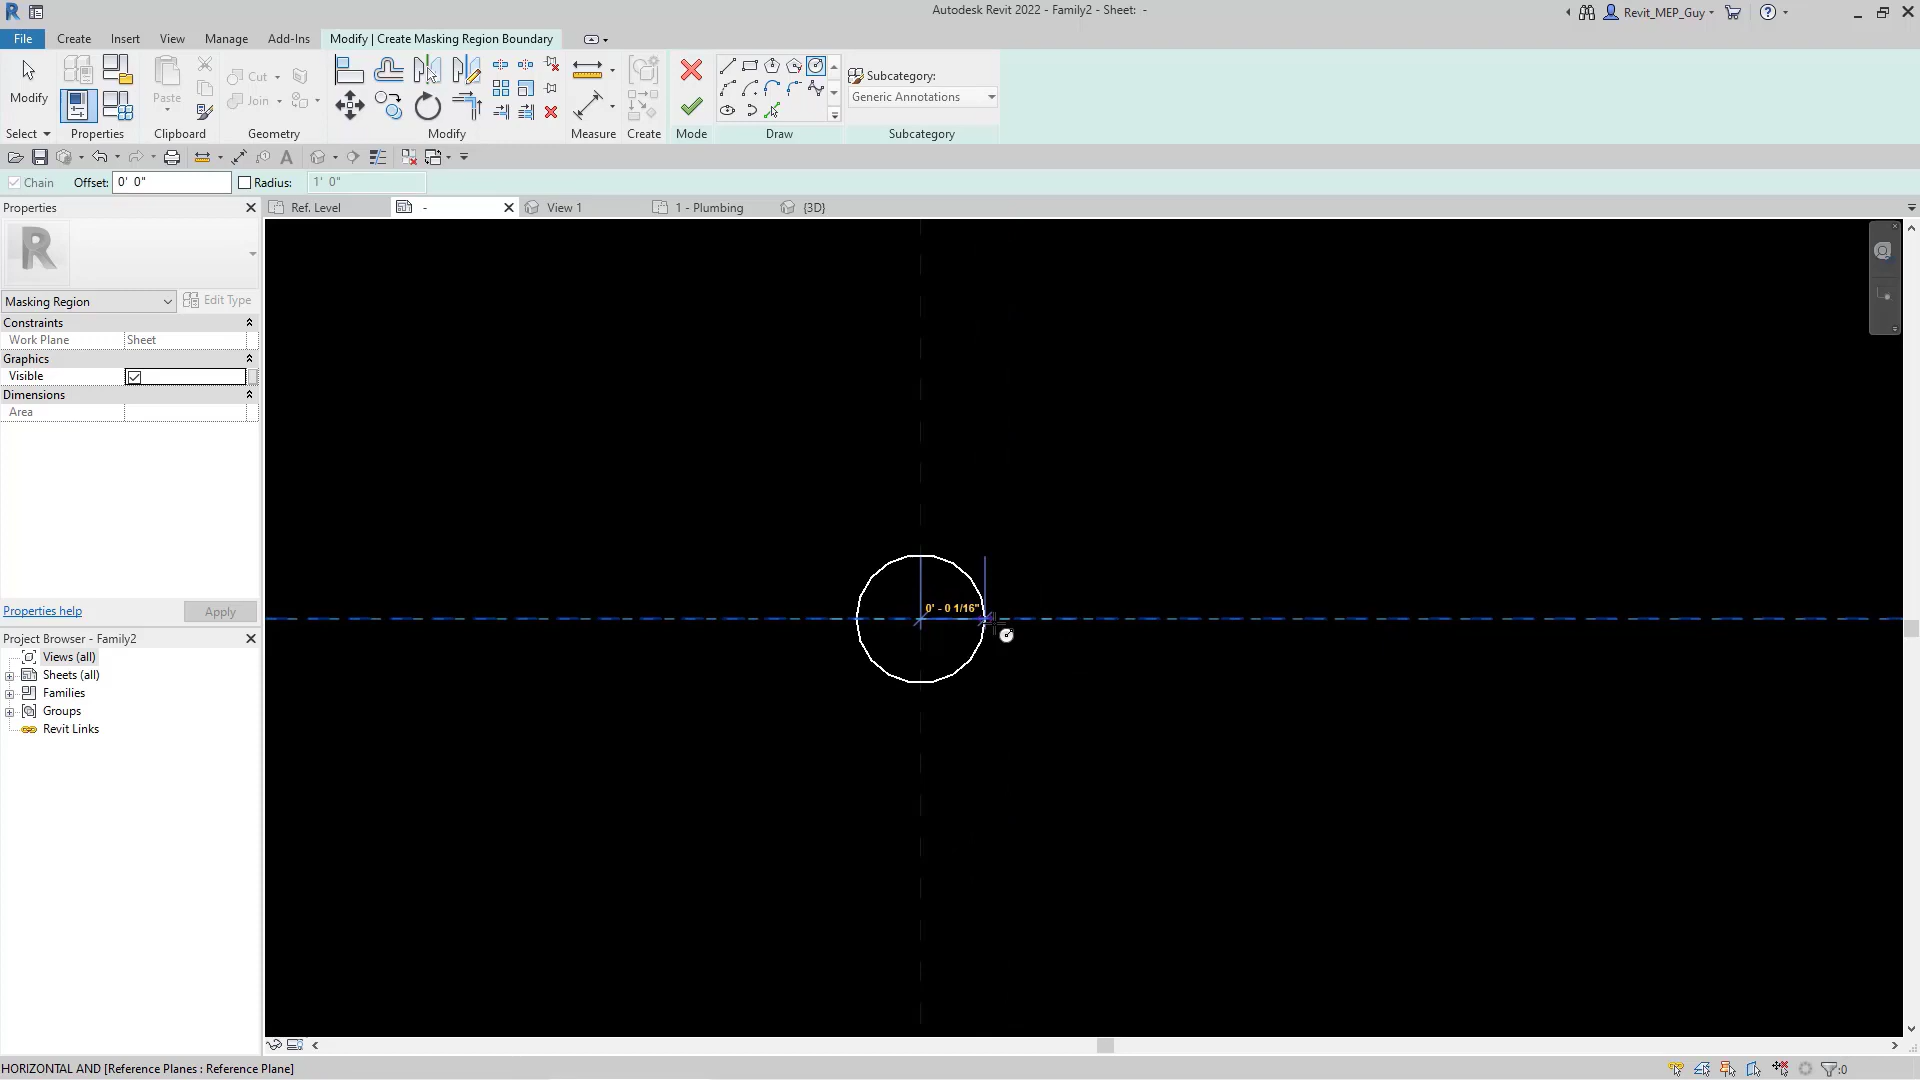 Autodesk Revit 2022 - Family2 - Sheet: -
Revit_MEP_Guy
File
Create
Insert
View
Manage
Add-Ins
Modify | Create Masking Region Boundary
Modify
Paste
Cut
Join
Subcategory:
Generic Annotations
Select
Properties
Clipboard
Geometry
Modify
Measure
Create
Mode
Draw
Subcategory
Chain
Offset: 0' 0"
Radius: 1' 0"
Properties
Ref. Level
-
View 1
1 - Plumbing
{3D}
R
Masking Region
Edit Type
Constraints
Work Plane
Sheet
Graphics
Visible
Dimensions
Area
0' - 0 1/16"
Properties help
Apply
Project Browser - Family2
Views (all)
Sheets (all)
Families
Groups
Revit Links
HORIZONTAL AND [Reference Planes : Reference Plane]
:0